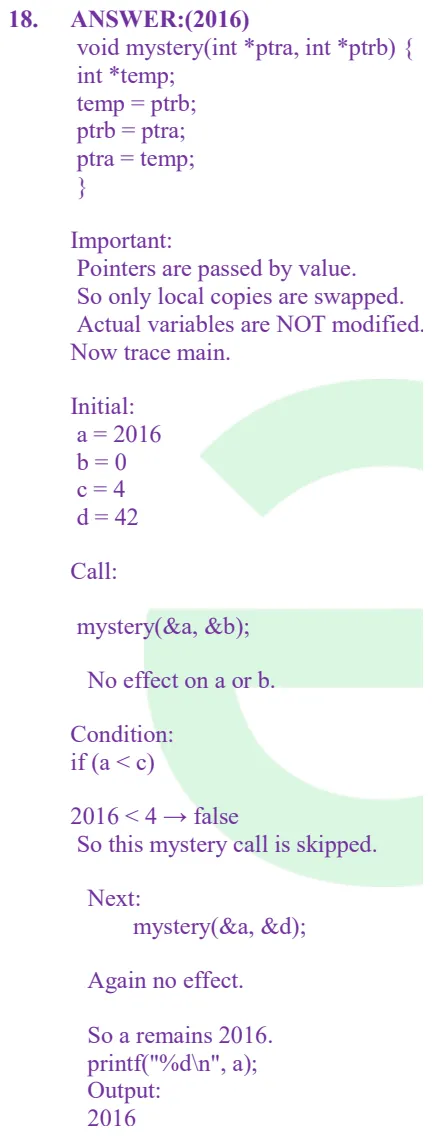 18. ANSWER:(2016)
void mystery(int *ptra, int *ptrb) {
int *temp;
temp = ptrb;
ptrb = ptra;
ptra = temp;
}
Important:
Pointers are passed by value.
So only local copies are swapped.
Actual variables are NOT modified.
Now trace main.
Initial:
a = 2016
b = 0
c = 4
d = 42
Call:
mystery(&a, &b);
No effect on a or b.
Condition:
if (a < c)
2016 < 4 → false
So this mystery call is skipped.
Next:
mystery(&a, &d);
Again no effect.
So a remains 2016.
printf("%d\n", a);
Output:
2016